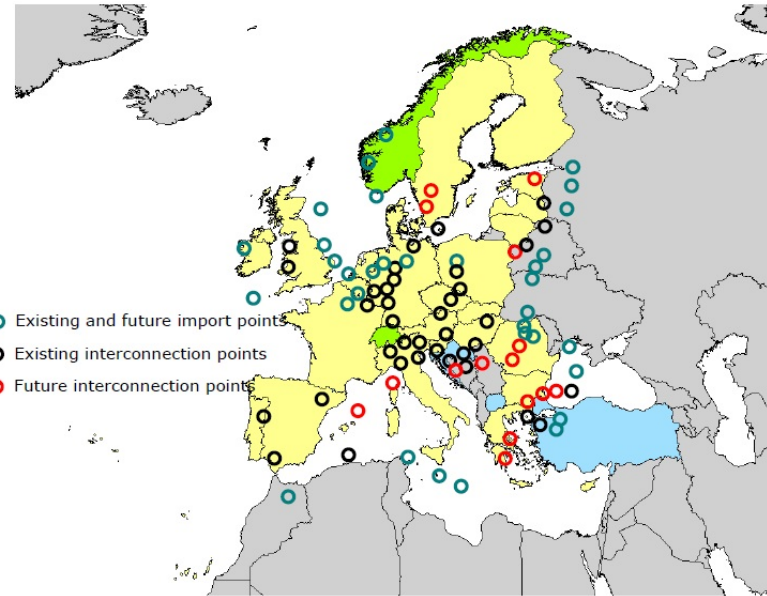 Existing and future import points
Existing interconnection points
Future interconnection points